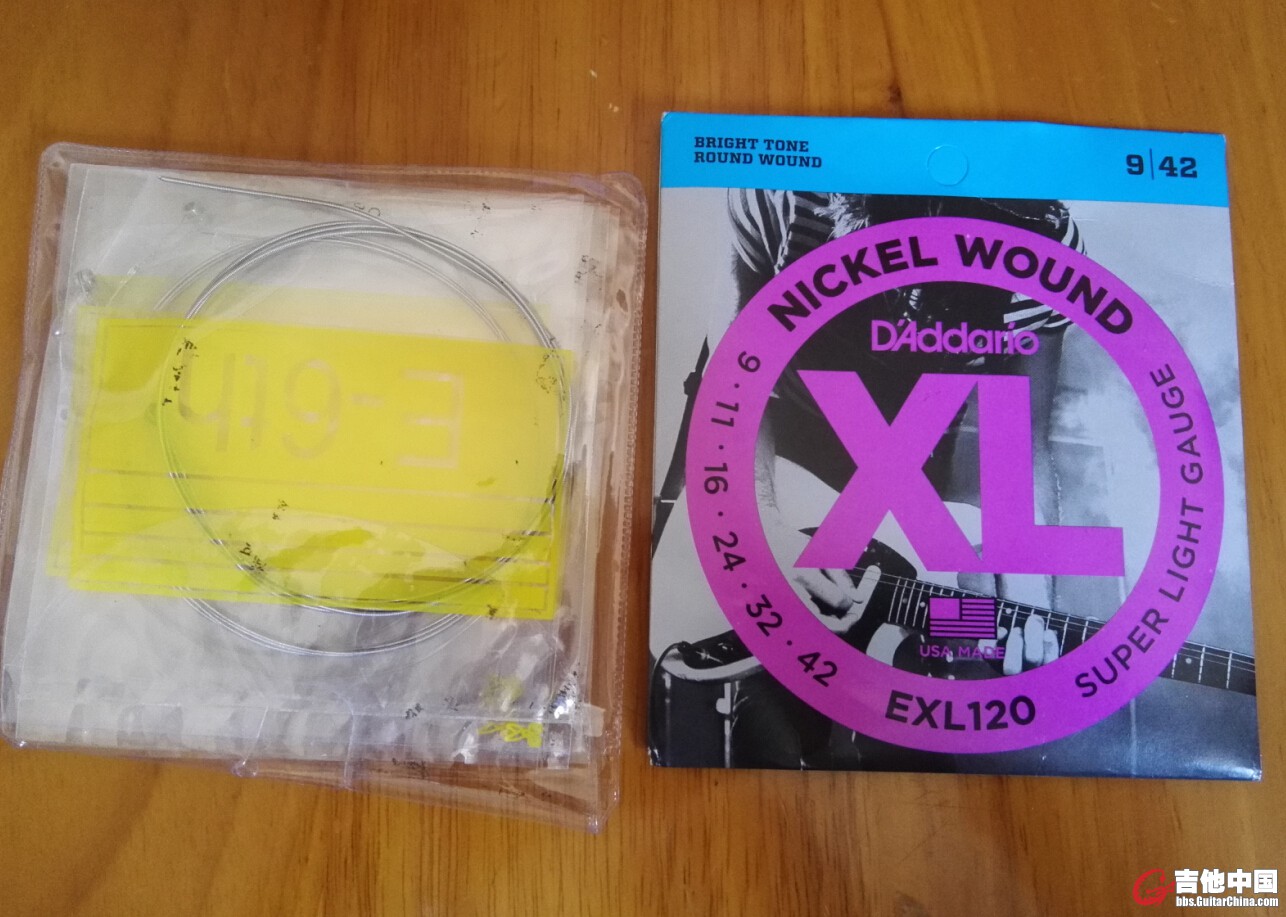 E-6th
BRIGHT TONE
ROUND WOUND
9|42
NICKEL WOUND
D'Addario
XL
9 · 11 · 16 · 24 · 32 · 42
USA MADE
EXL120
SUPER LIGHT GAUGE
吉他中国
bbs.GuitarChina.com